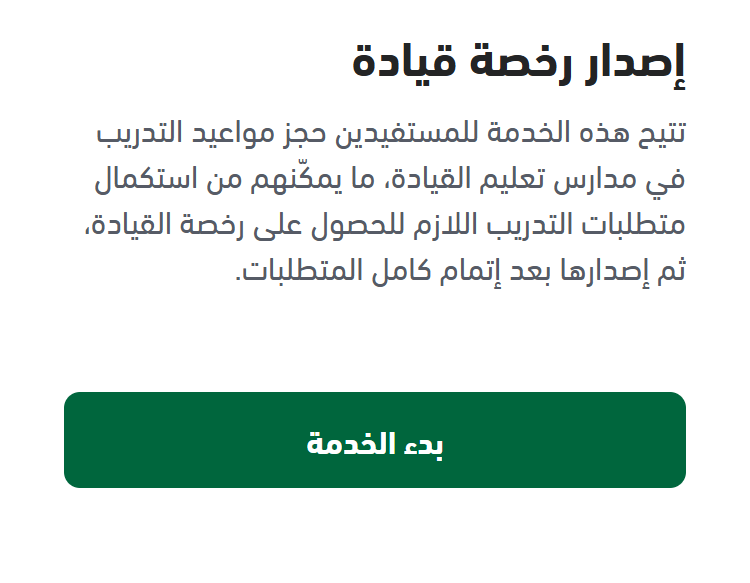 إصدار رخصة قيادة
تتيح هذه الخدمة للمستفيدين حجز مواعيد التدريب
في مدارس تعليم القيادة، ما يمكّنهم من استكمال
متطلبات التدريب اللازم للحصول على رخصة القيادة،
ثم إصدارها بعد إتمام كامل المتطلبات.
بدء الخدمة